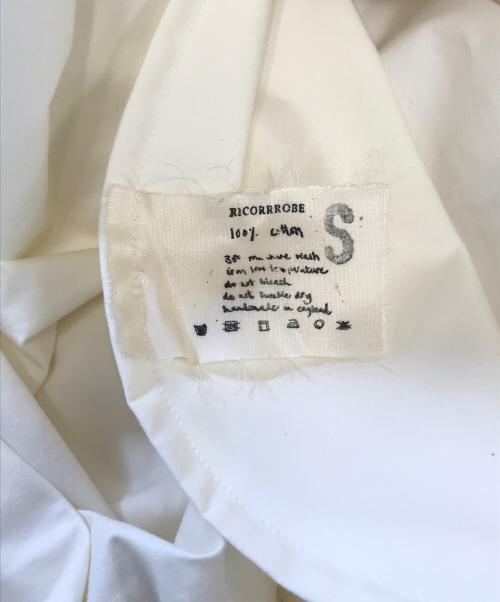 RICORRROBE
100% cotton
S
30° machine wash
iron low temperature
do not bleach
do not tumble dry
handmade in england